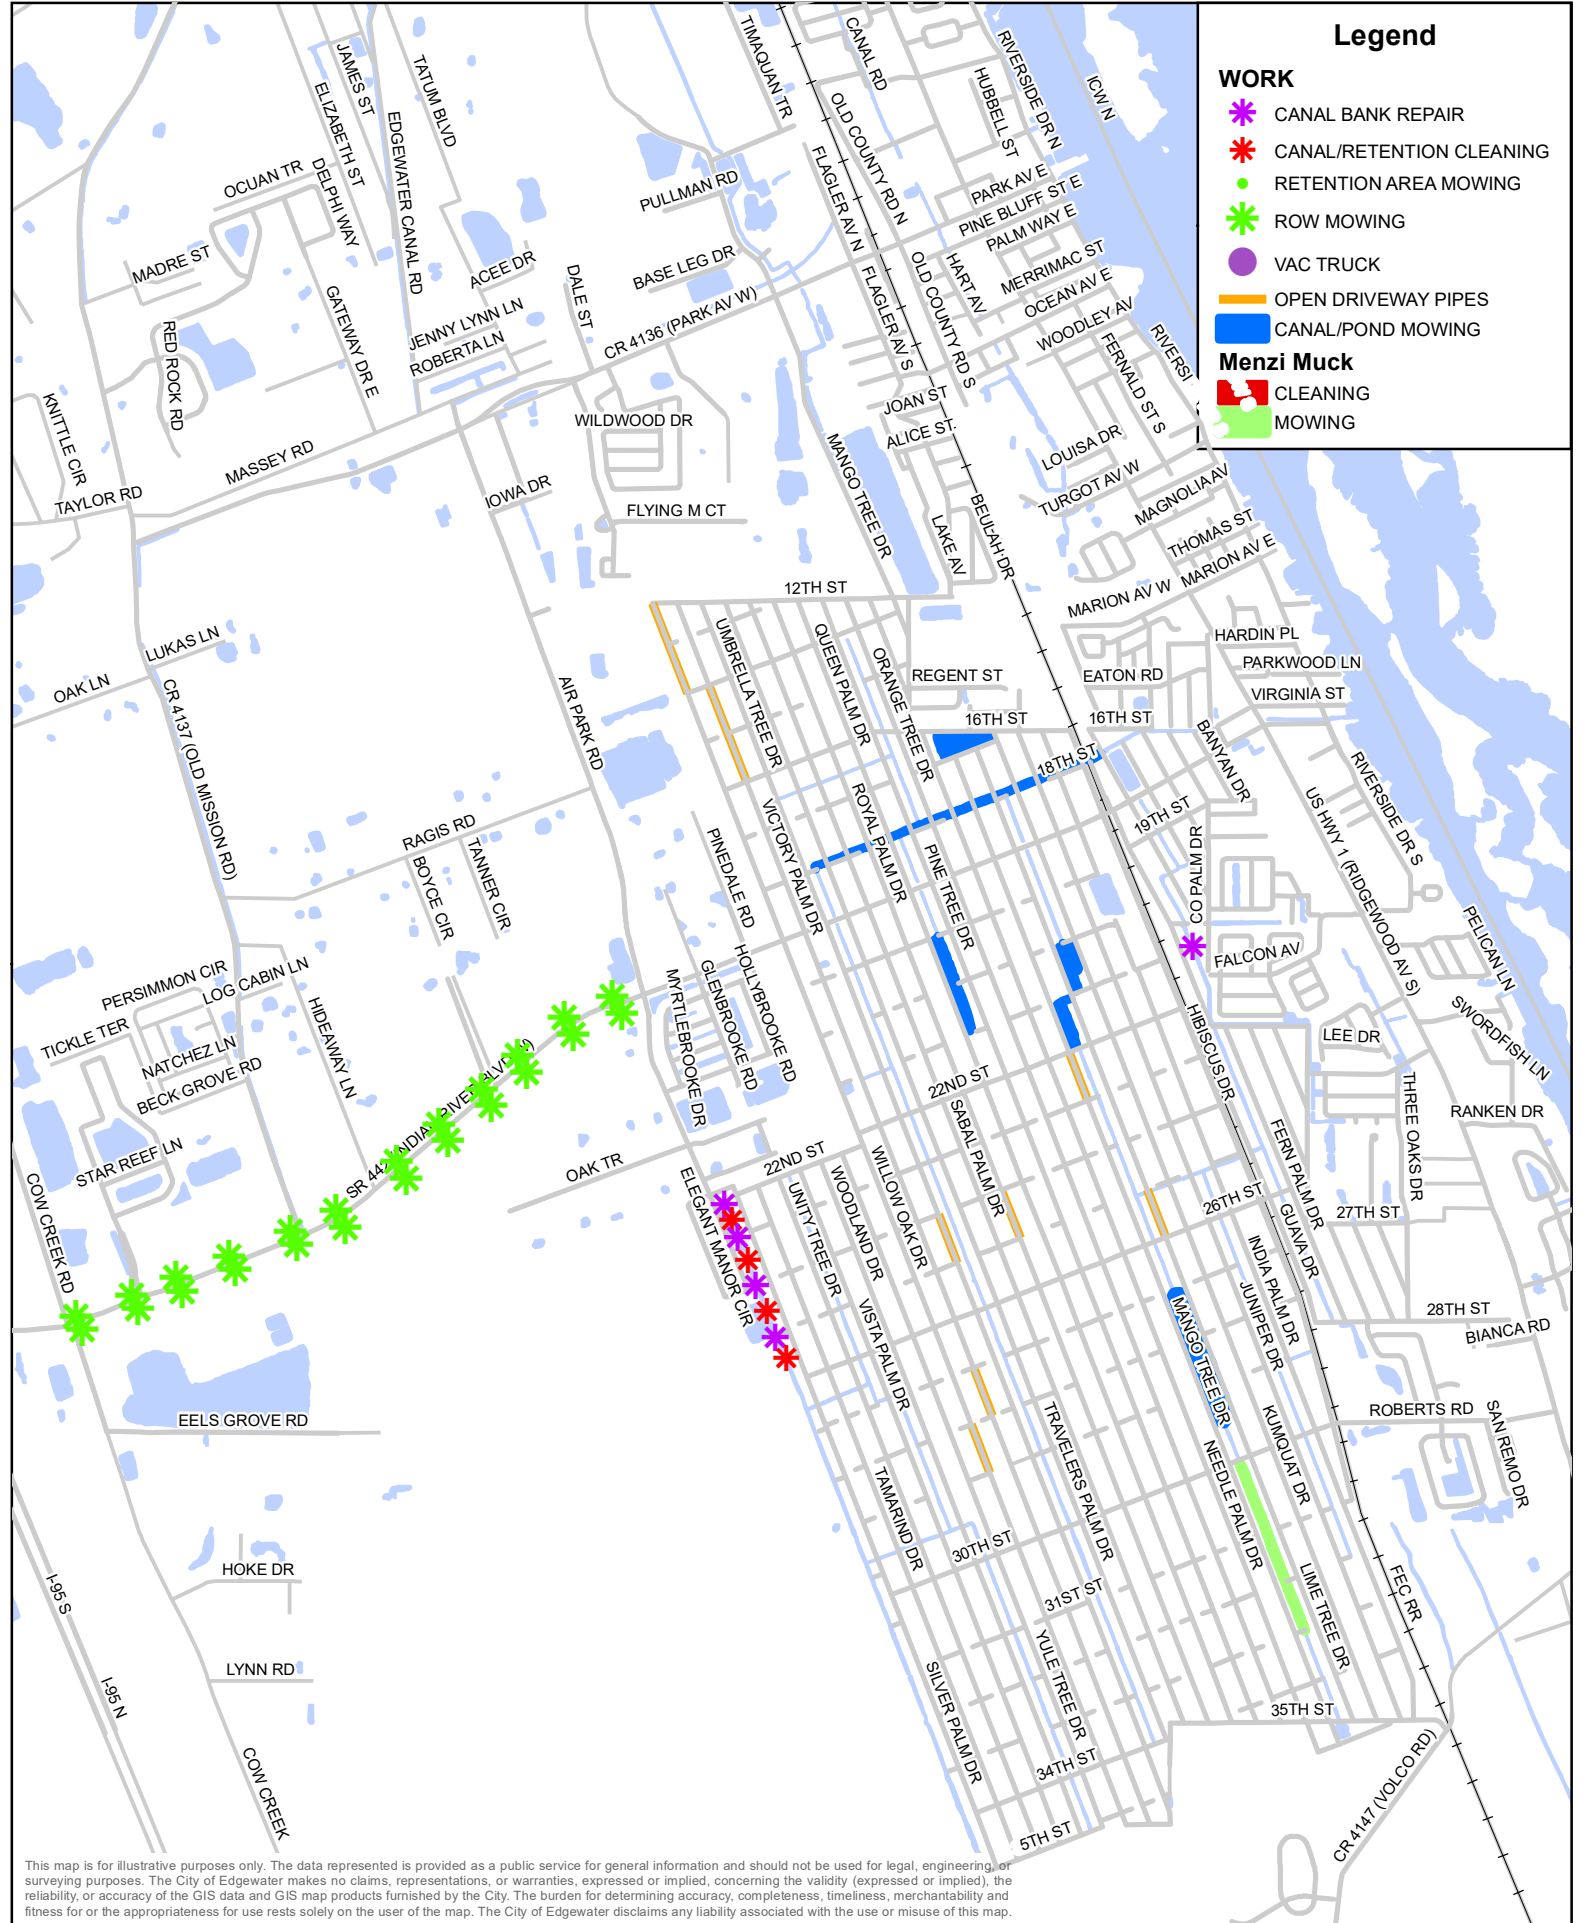 Legend
WORK
CANAL BANK REPAIR
CANAL/RETENTION CLEANING
RETENTION AREA MOWING
ROW MOWING
VAC TRUCK
OPEN DRIVEWAY PIPES
CANAL/POND MOWING
Menzi Muck
CLEANING
MOWING
TIMAQUAN TR
CANAL RD
RIVERSIDE DR N
ICW N
JAMES ST
TATUM BLVD
ELIZABETH ST
HUBBELL ST
OLD COUNTY RD N
EDGEWATER CANAL RD
FLAGLER AV N
OCUAN TR
DELPHI WAY
PULLMAN RD
PARK AV E
PINE BLUFF ST E
PALM WAY E
MADRE ST
ACEE DR
BASE LEG DR
MERRIMAC ST
OLD COUNTY RD S
HART AV
FLAGLER AV S
OCEAN AV E
WOODLEY AV
GATEWAY DR E
DALE ST
JENNY LYNN LN
ROBERTA LN
CR 4136 (PARK AV W)
RED ROCK RD
RIVERSI
FERNALD ST S
KNITTLE CIR
JOAN ST
ALICE ST
WILDWOOD DR
MASSEY RD
LOUISA DR
MANGO TREE DR
TAYLOR RD
IOWA DR
FLYING M CT
TURGOT AV W
MAGNOLIA AV
LAKE AV
BEULAH DR
THOMAS ST
MARION AV E
MARION AV W
12TH ST
LUKAS LN
OAK LN
UMBRELLA TREE DR
QUEEN PALM DR
ORANGE TREE DR
HARDIN PL
REGENT ST
EATON RD
PARKWOOD LN
VIRGINIA ST
CR 4137 (OLD MISSION RD)
AIR PARK RD
16TH ST
16TH ST
BANYAN DR
18TH ST
RIVERSIDE DR S
RAGIS RD
VICTORY PALM DR
ROYAL PALM DR
19TH ST
US HWY 1 (RIDGEWOOD AV S)
BOYCE CIR
TANNER CIR
PINEDALE RD
PINE TREE DR
CO PALM DR
PELICAN LN
PERSIMMON CIR
LOG CABIN LN
HOLLYBROOKE RD
GLENBROOKE RD
MYRTLEBROOKE DR
FALCON AV
HIDEAWAY LN
TICKLE TER
NATCHEZ LN
BECK GROVE RD
HIBISCUS DR
LEE DR
SWORDFISH LN
22ND ST
SABAL PALM DR
THREE OAKS DR
RANKEN DR
STAR REEF LN
OAK TR
22ND ST
FERN PALM DR
COW CREEK RD
ELEGANT MANOR CIR
UNITY TREE DR
WOODLAND DR
WILLOW OAK DR
26TH ST
27TH ST
GUAVA DR
INDIA PALM DR
JUNIPER DR
28TH ST
BIANCA RD
VISTA PALM DR
MANGO TREE DR
EELS GROVE RD
TRAVELERS PALM DR
KUMQUAT DR
ROBERTS RD
SAN REMO DR
NEEDLE PALM DR
TAMARIND DR
30TH ST
HOKE DR
I-95 S
31ST ST
LIME TREE DR
FEC RR
LYNN RD
I-95 N
SILVER PALM DR
YULE TREE DR
35TH ST
COW CREEK
34TH ST
CR 4147 (VOLCO RD)
5TH ST
This map is for illustrative purposes only. The data represented is provided as a public service for general information and should not be used for legal, engineering, or
surveying purposes. The City of Edgewater makes no claims, representations, or warranties, expressed or implied, concerning the validity (expressed or implied), the
reliability, or accuracy of the GIS data and GIS map products furnished by the City. The burden for determining accuracy, completeness, timeliness, merchantability and
fitness for or the appropriateness for use rests solely on the user of the map. The City of Edgewater disclaims any liability associated with the use or misuse of this map.